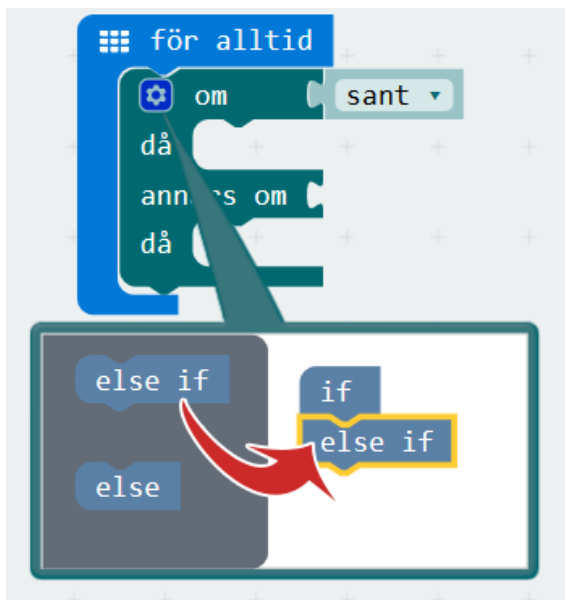 för alltid
om sant
då
annars om
då
else if
else
if
else if